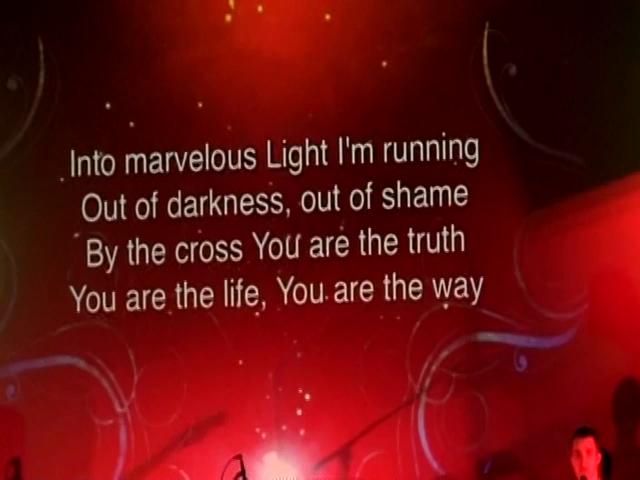 Into marvelous Light I'm running
Out of darkness, out of shame
By the cross You are the truth
You are the life, You are the way